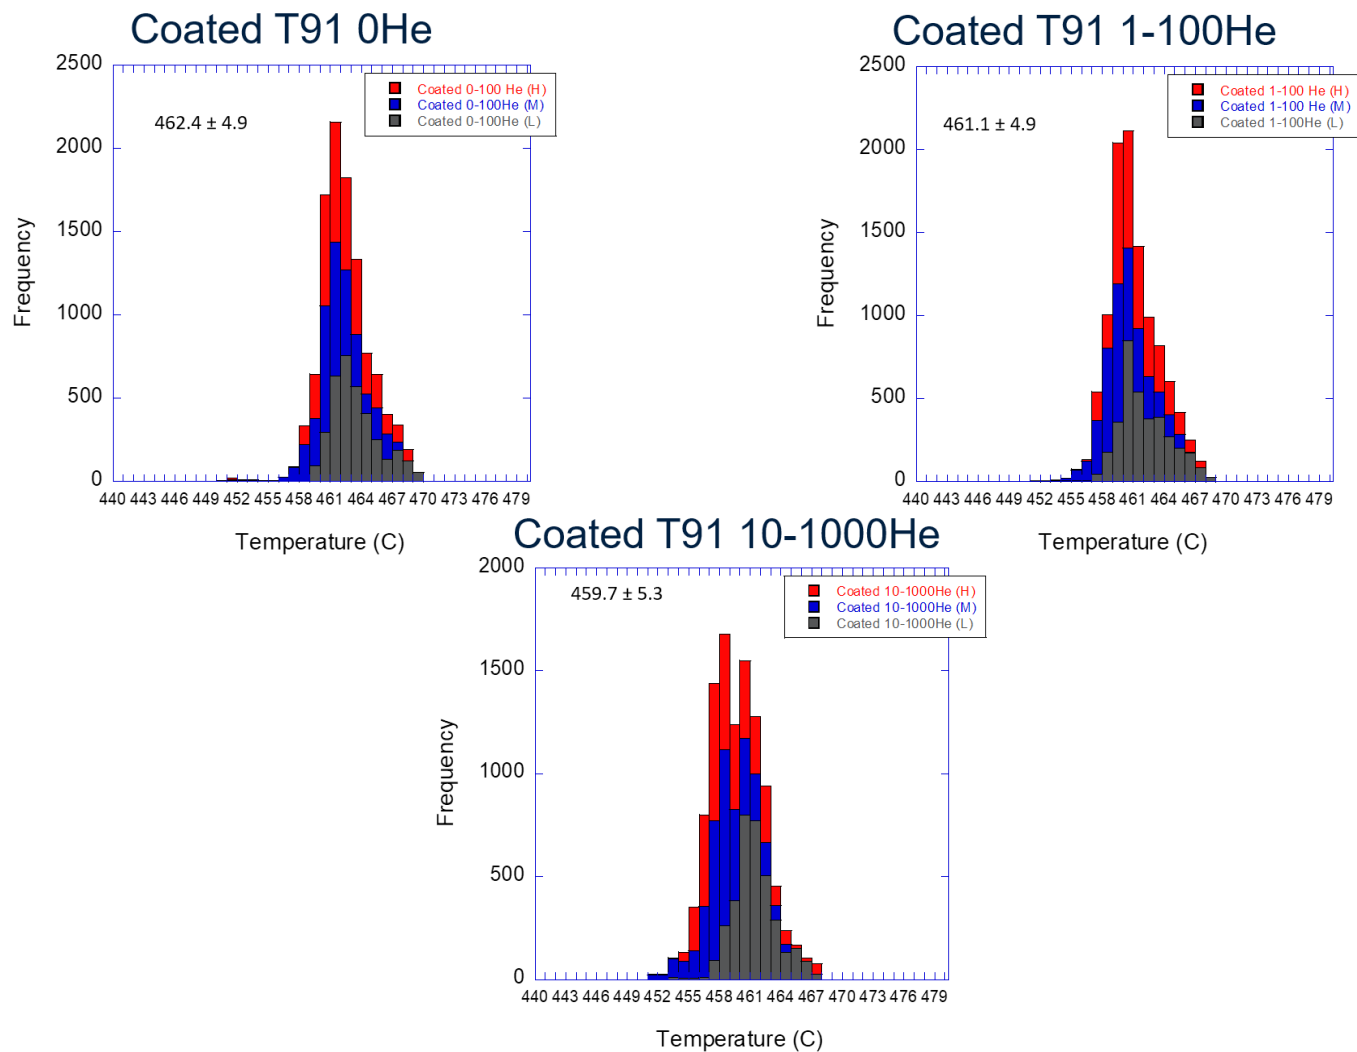 Coated T91 0He
2500
2000
1500
1000
500
0
Frequency
462.4 ± 4.9
Coated 0-100 He (H)
Coated 0-100He (M)
Coated 0-100He (L)
440 443 446 449 452 455 458 461 464 467 470 473 476 479
Temperature (C)
Coated T91 1-100He
2500
2000
1500
1000
500
0
Frequency
461.1 ± 4.9
Coated 1-100 He (H)
Coated 1-100 He (M)
Coated 1-100He (L)
440 443 446 449 452 455 458 461 464 467 470 473 476 479
Temperature (C)
Coated T91 10-1000He
2000
1500
1000
500
0
Frequency
459.7 ± 5.3
Coated 10-1000He (H)
Coated 10-1000He (M)
Coated 10-1000He (L)
440 443 446 449 452 455 458 461 464 467 470 473 476 479
Temperature (C)